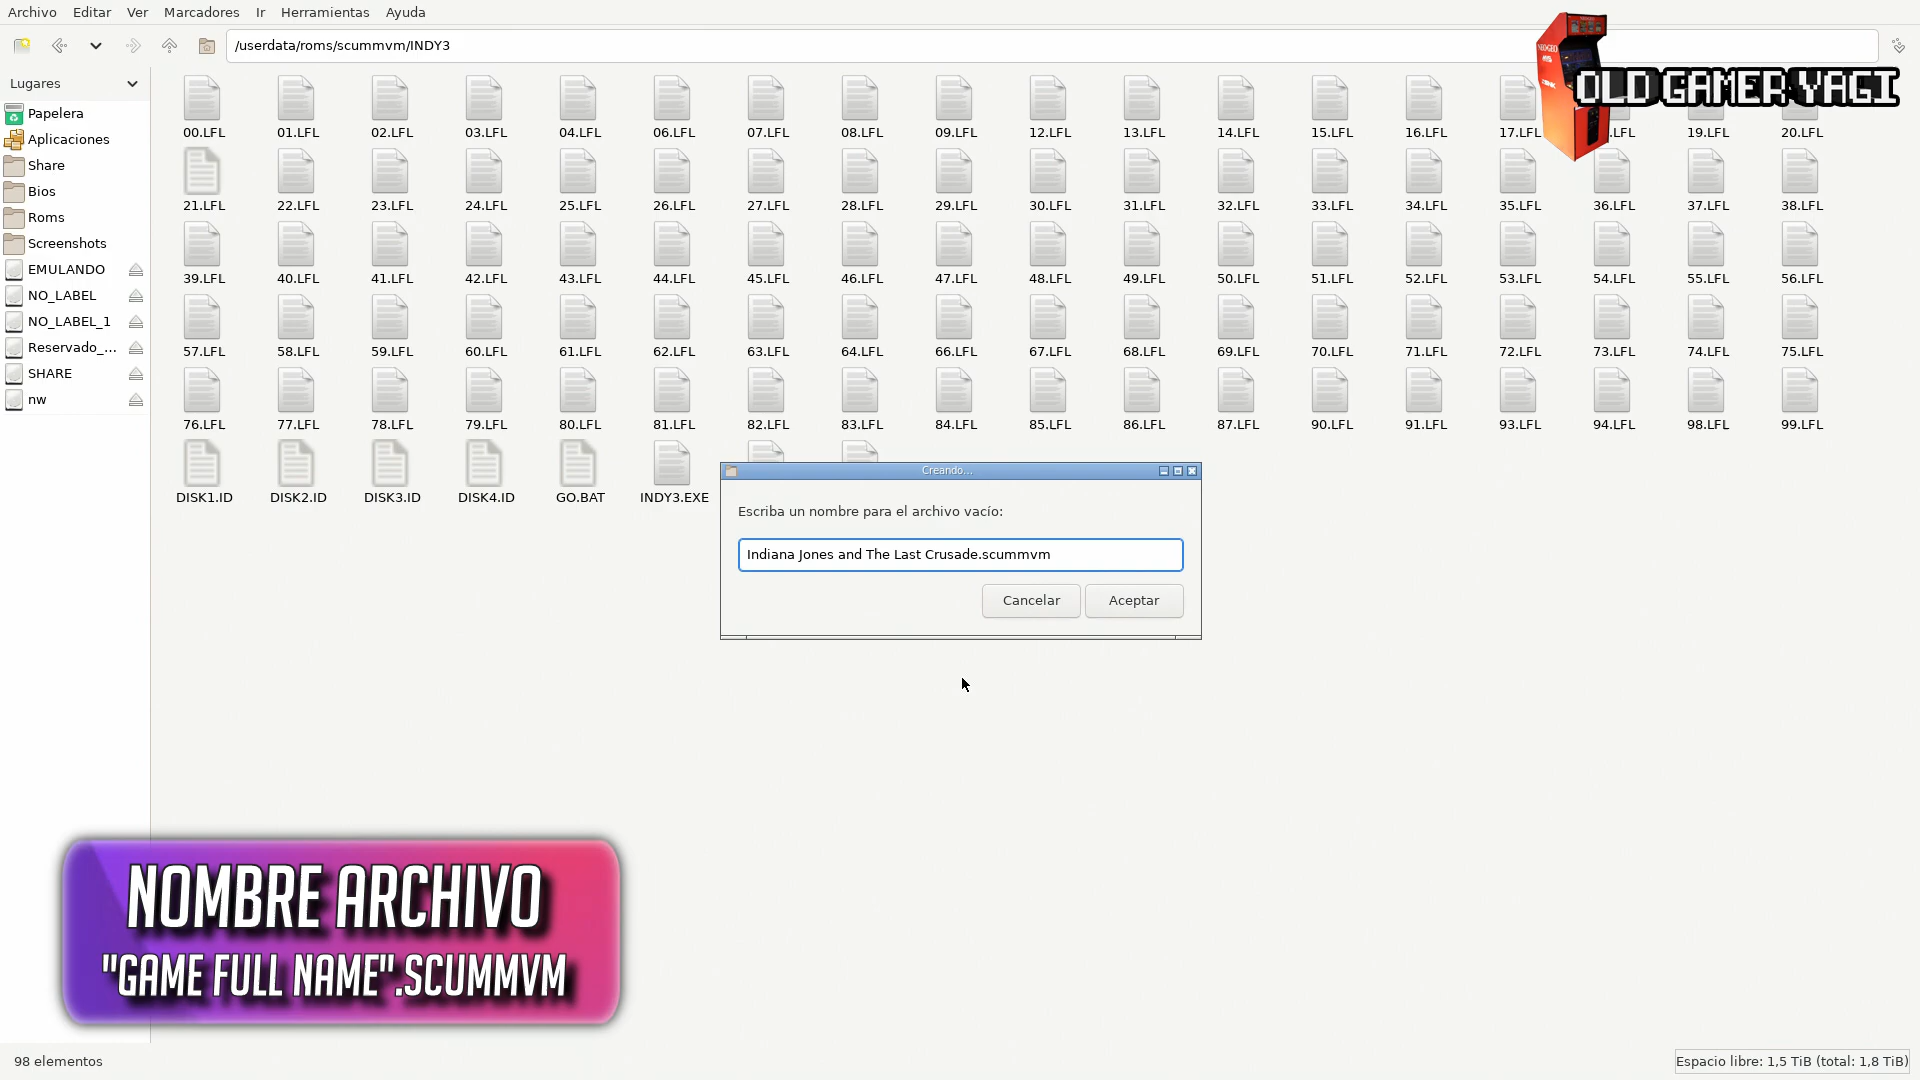 Archivo Editar Ver Marcadores Ir Herramientas Ayuda
/userdata/roms/scummvm/INDY3
OLD GAMER YAGI
NEOGEO
Lugares
Papelera
Aplicaciones
Share
Bios
Roms
Screenshots
EMULANDO
NO_LABEL
NO_LABEL_1
Reservado_...
SHARE
nw
00.LFL 01.LFL 02.LFL 03.LFL 04.LFL 06.LFL 07.LFL 08.LFL 09.LFL 12.LFL 13.LFL 14.LFL 15.LFL 16.LFL 17.LFL .LFL 19.LFL 20.LFL
21.LFL 22.LFL 23.LFL 24.LFL 25.LFL 26.LFL 27.LFL 28.LFL 29.LFL 30.LFL 31.LFL 32.LFL 33.LFL 34.LFL 35.LFL 36.LFL 37.LFL 38.LFL
39.LFL 40.LFL 41.LFL 42.LFL 43.LFL 44.LFL 45.LFL 46.LFL 47.LFL 48.LFL 49.LFL 50.LFL 51.LFL 52.LFL 53.LFL 54.LFL 55.LFL 56.LFL
57.LFL 58.LFL 59.LFL 60.LFL 61.LFL 62.LFL 63.LFL 64.LFL 66.LFL 67.LFL 68.LFL 69.LFL 70.LFL 71.LFL 72.LFL 73.LFL 74.LFL 75.LFL
76.LFL 77.LFL 78.LFL 79.LFL 80.LFL 81.LFL 82.LFL 83.LFL 84.LFL 85.LFL 86.LFL 87.LFL 90.LFL 91.LFL 93.LFL 94.LFL 98.LFL 99.LFL
DISK1.ID DISK2.ID DISK3.ID DISK4.ID GO.BAT INDY3.EXE
Creando...
Escriba un nombre para el archivo vacío:
Indiana Jones and The Last Crusade.scummvm
Cancelar Aceptar
NOMBRE ARCHIVO
"GAME FULL NAME".SCUMMVM
98 elementos
Espacio libre: 1,5 TiB (total: 1,8 TiB)